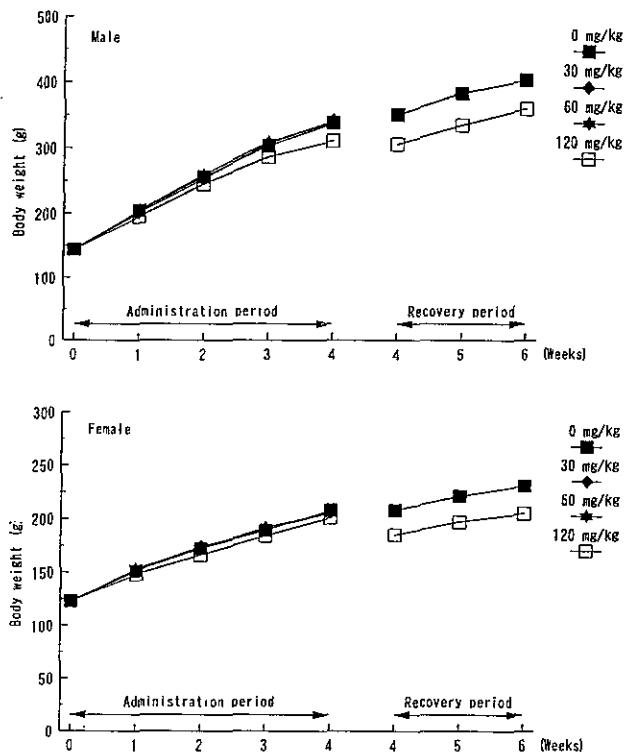 Male
Body weight (g)
500
400
300
200
100
0
0 mg/kg
30 mg/kg
60 mg/kg
120 mg/kg
Administration period
Recovery period
0 1 2 3 4 4 5 6 (Weeks)
Female
Body weight (g)
300
250
200
150
100
50
0
0 mg/kg
30 mg/kg
60 mg/kg
120 mg/kg
Administration period
Recovery period
0 1 2 3 4 4 5 6 (Weeks)